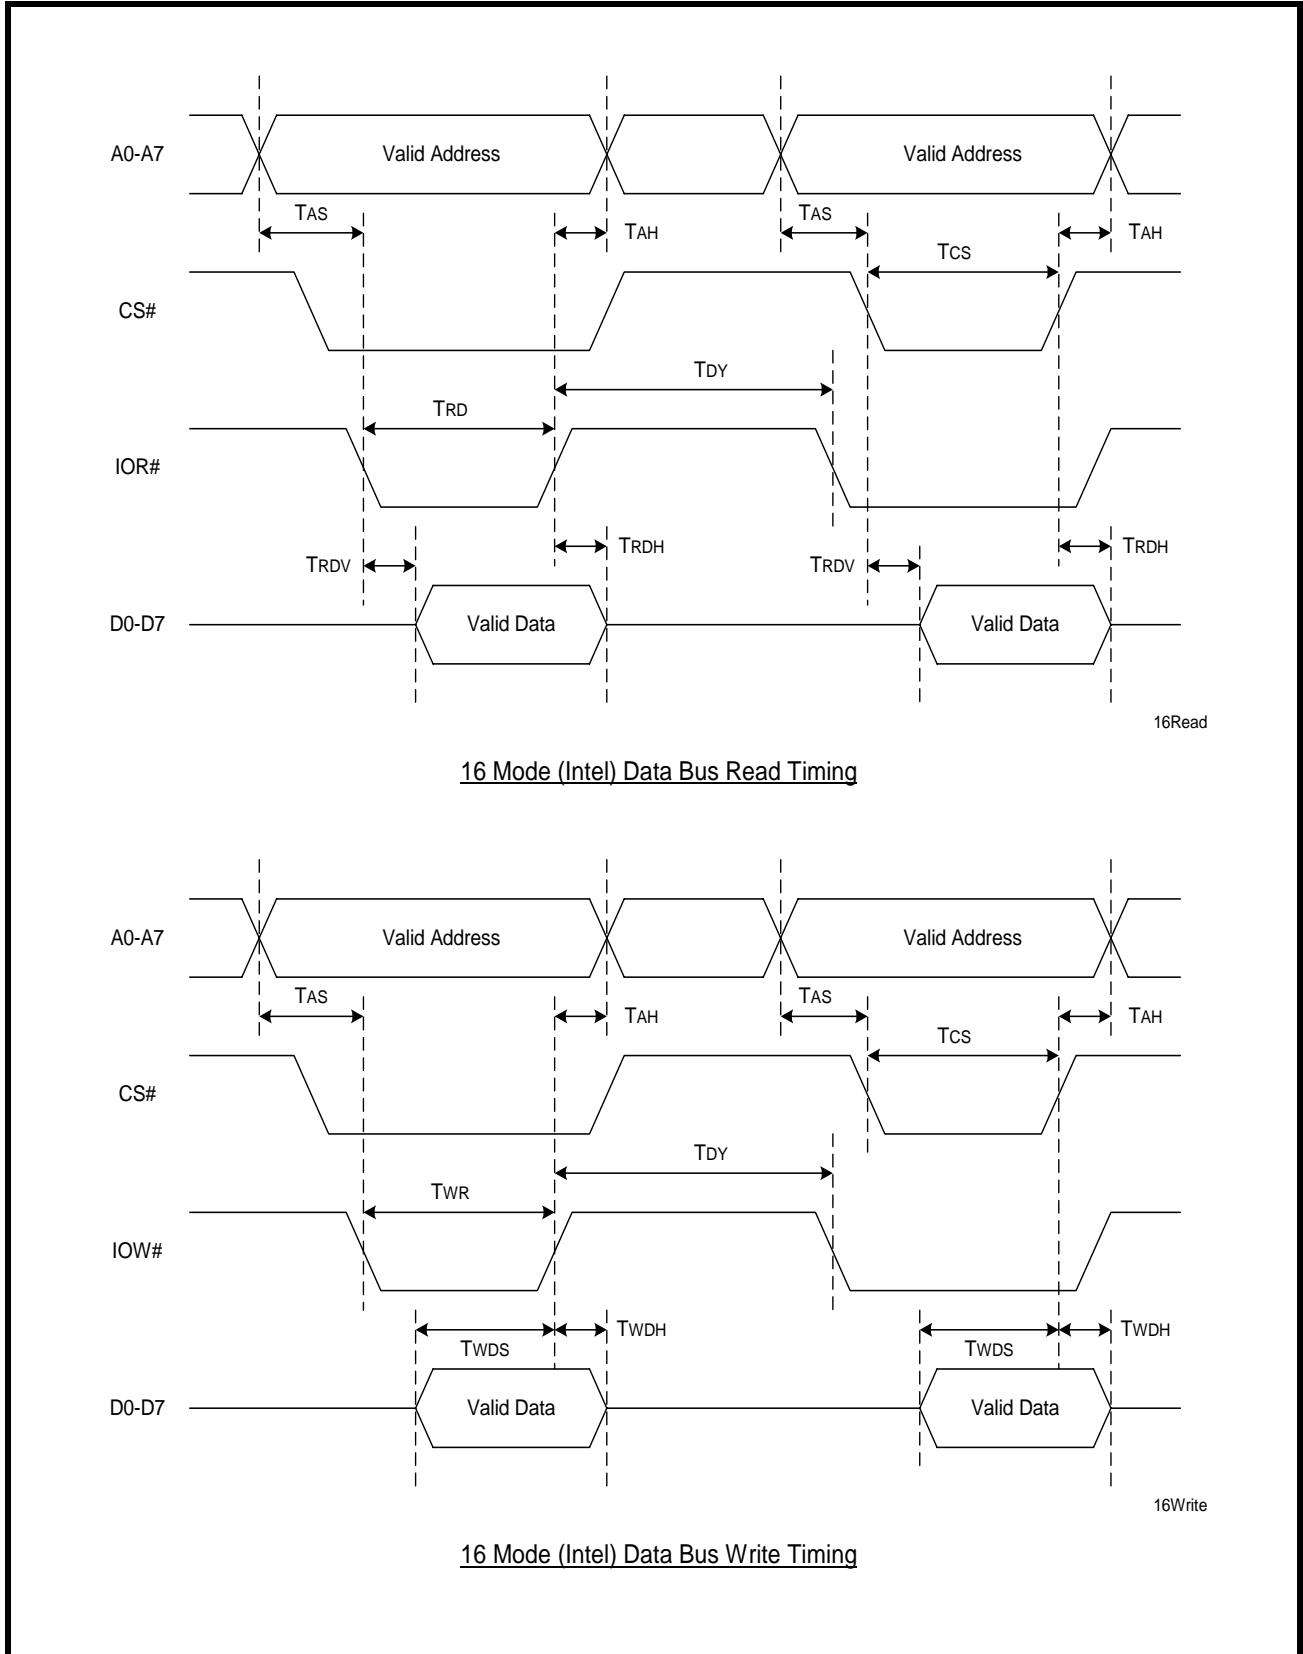 A0-A7
Valid Address
Valid Address
TAS
TAH
TAS
TAH
TCS
CS#
TDY
TRD
IOR#
TRDV
TRDH
TRDV
TRDH
D0-D7
Valid Data
Valid Data
16Read
16 Mode (Intel) Data Bus Read Timing
A0-A7
Valid Address
Valid Address
TAS
TAH
TAS
TAH
TCS
CS#
TDY
TWR
IOW#
TWDS
TWDH
TWDS
TWDH
D0-D7
Valid Data
Valid Data
16Write
16 Mode (Intel) Data Bus Write Timing